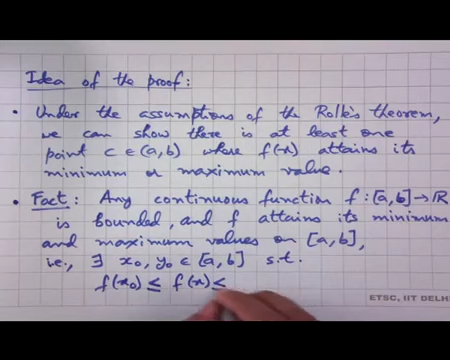 Idea of the proof:
• Under the assumptions of the Rolle's theorem,
we can show there is at least one
point c ∈ (a, b) where f(x) attains its
minimum or maximum value.
• Fact: Any continuous function f: [a, b] → ℝ
is bounded, and f attains its minimum
and maximum values on [a, b],
i.e., ∃ x₀, y₀ ∈ [a, b] s.t.
f(x₀) ≤ f(x) ≤
ETSC, IIT DELH